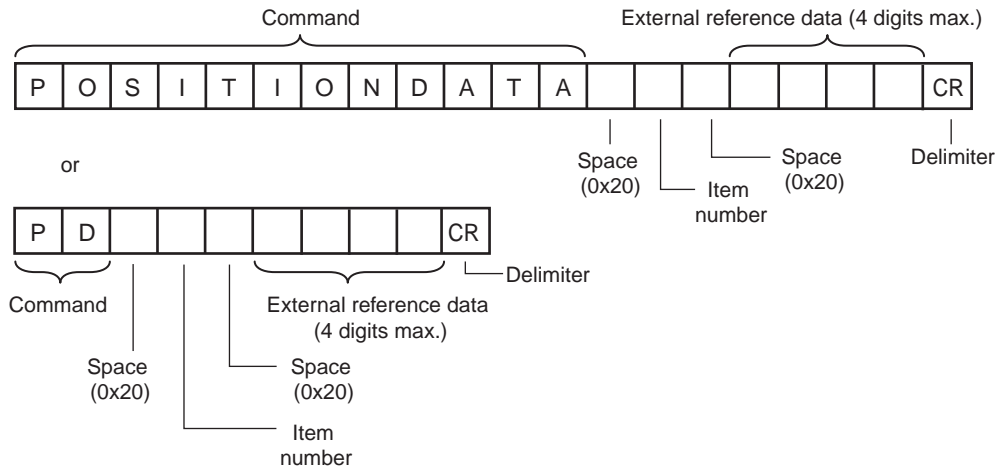 Command
External reference data (4 digits max.)
P O S I T I O N D A T A CR
Space
(0x20)
Item
number
Space
(0x20)
Delimiter
or
P D CR
Delimiter
Command
External reference data
(4 digits max.)
Space
(0x20)
Space
(0x20)
Item
number